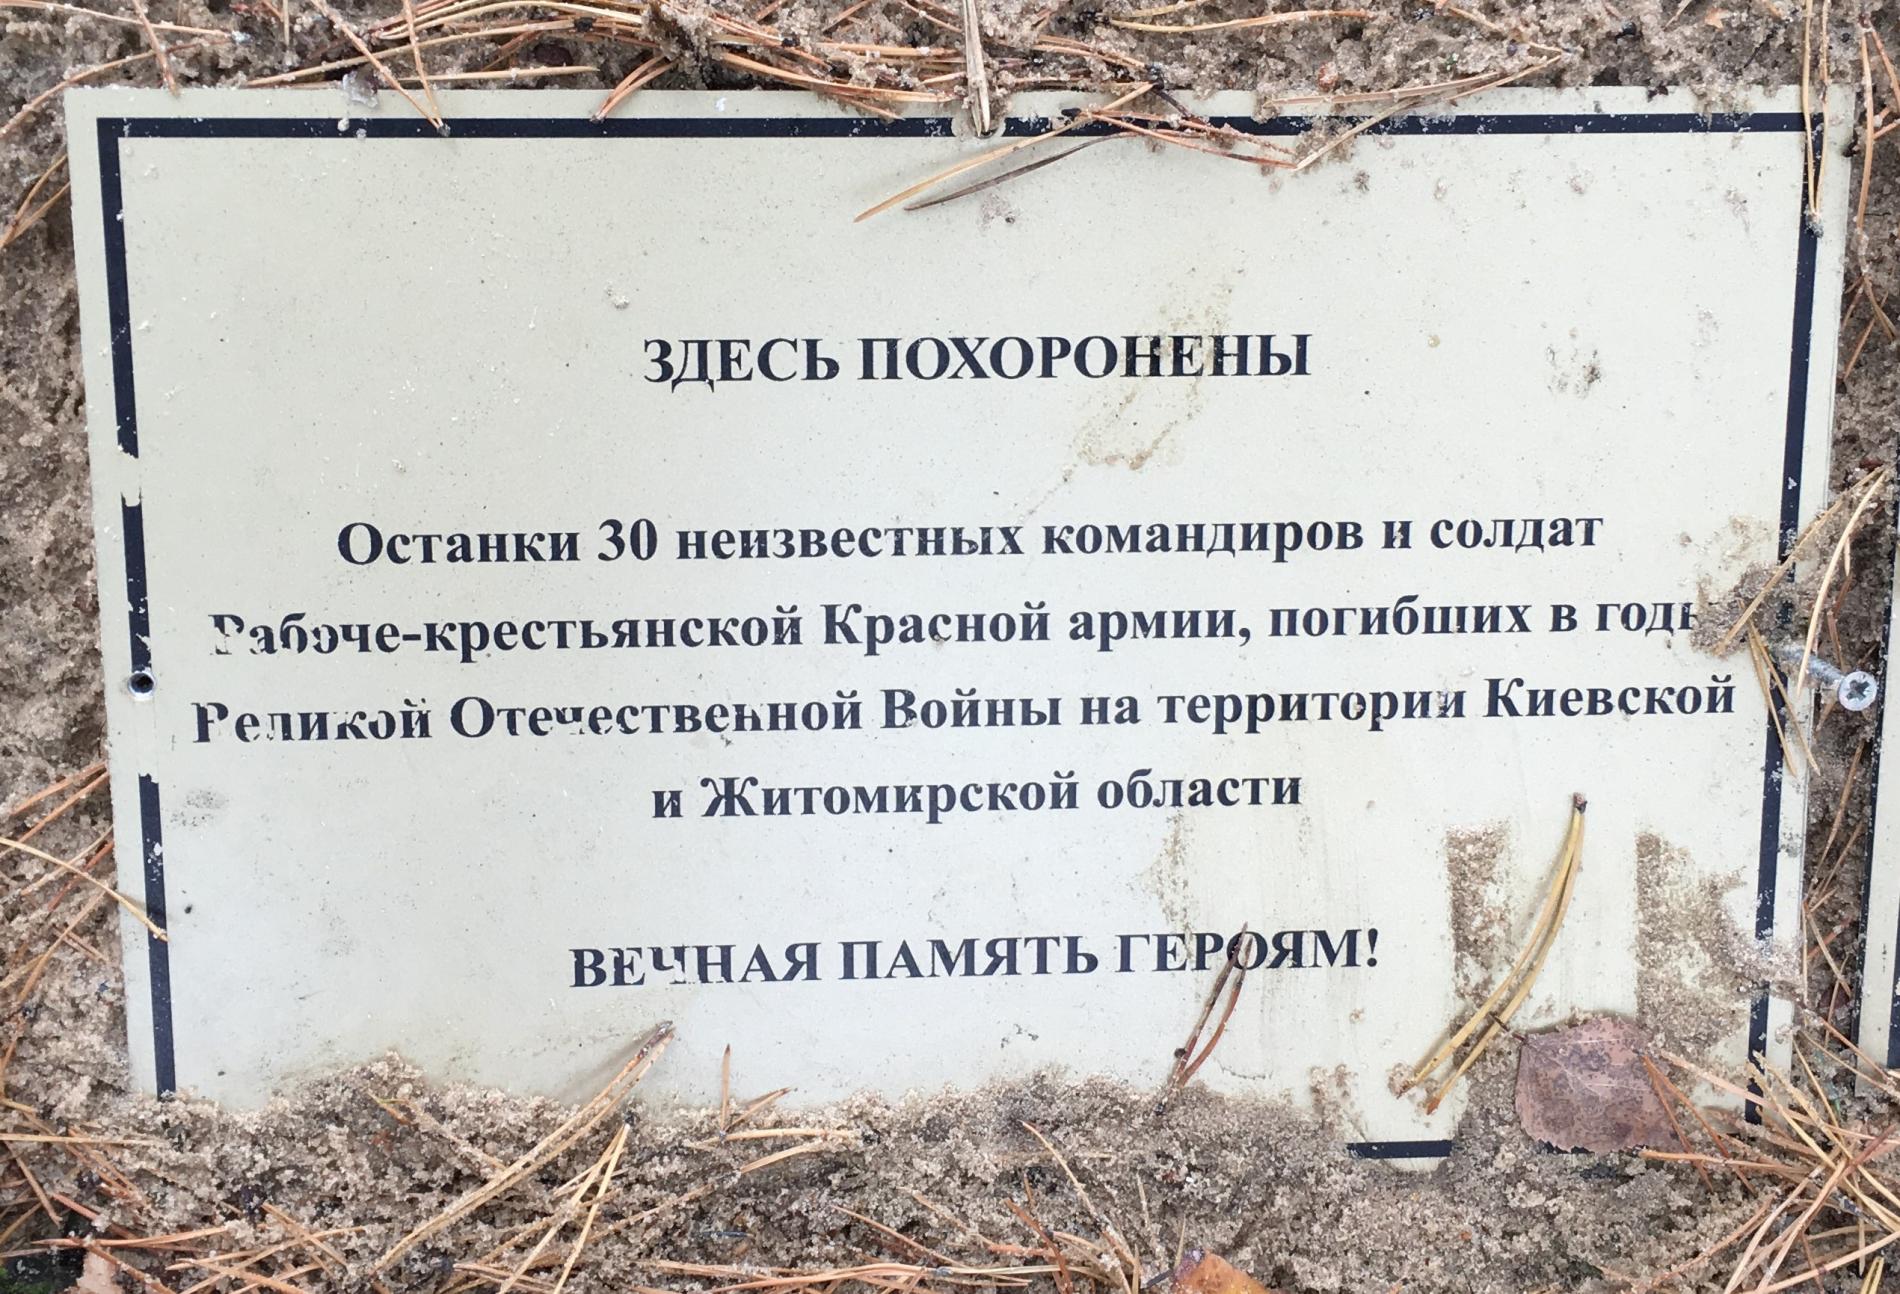 ЗДЕСЬ ПОХОРОНЕНЫ
Останки 30 неизвестных командиров и солдат
Рабоче-крестьянской Красной армии, погибших в годы
Великой Отечественной Войны на территории Киевской
и Житомирской области
ВЕЧНАЯ ПАМЯТЬ ГЕРОЯМ!